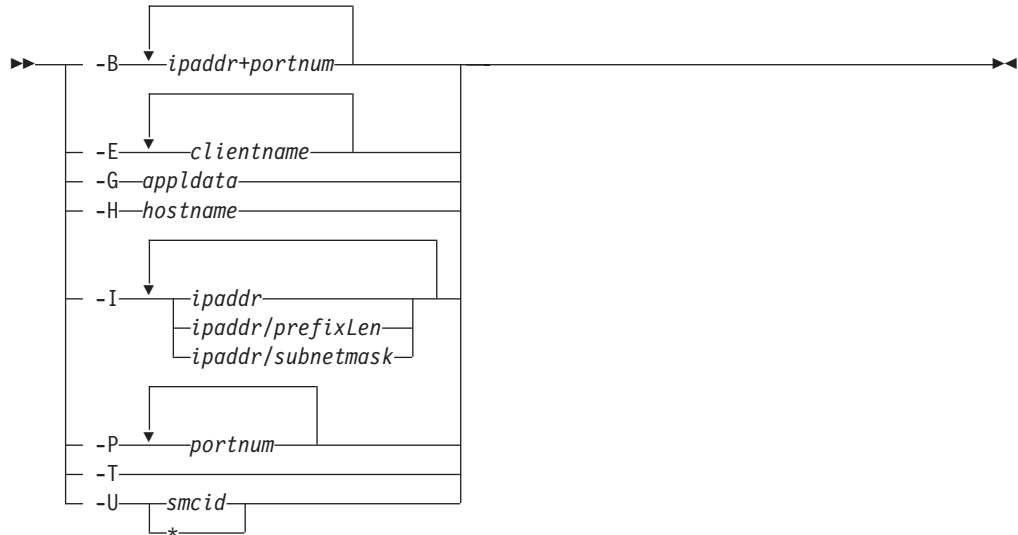 -B ipaddr+portnum
-E clientname
-G appldata
-H hostname
-I ipaddr
ipaddr/prefixLen
ipaddr/subnetmask
-P portnum
-T
-U smcid
*